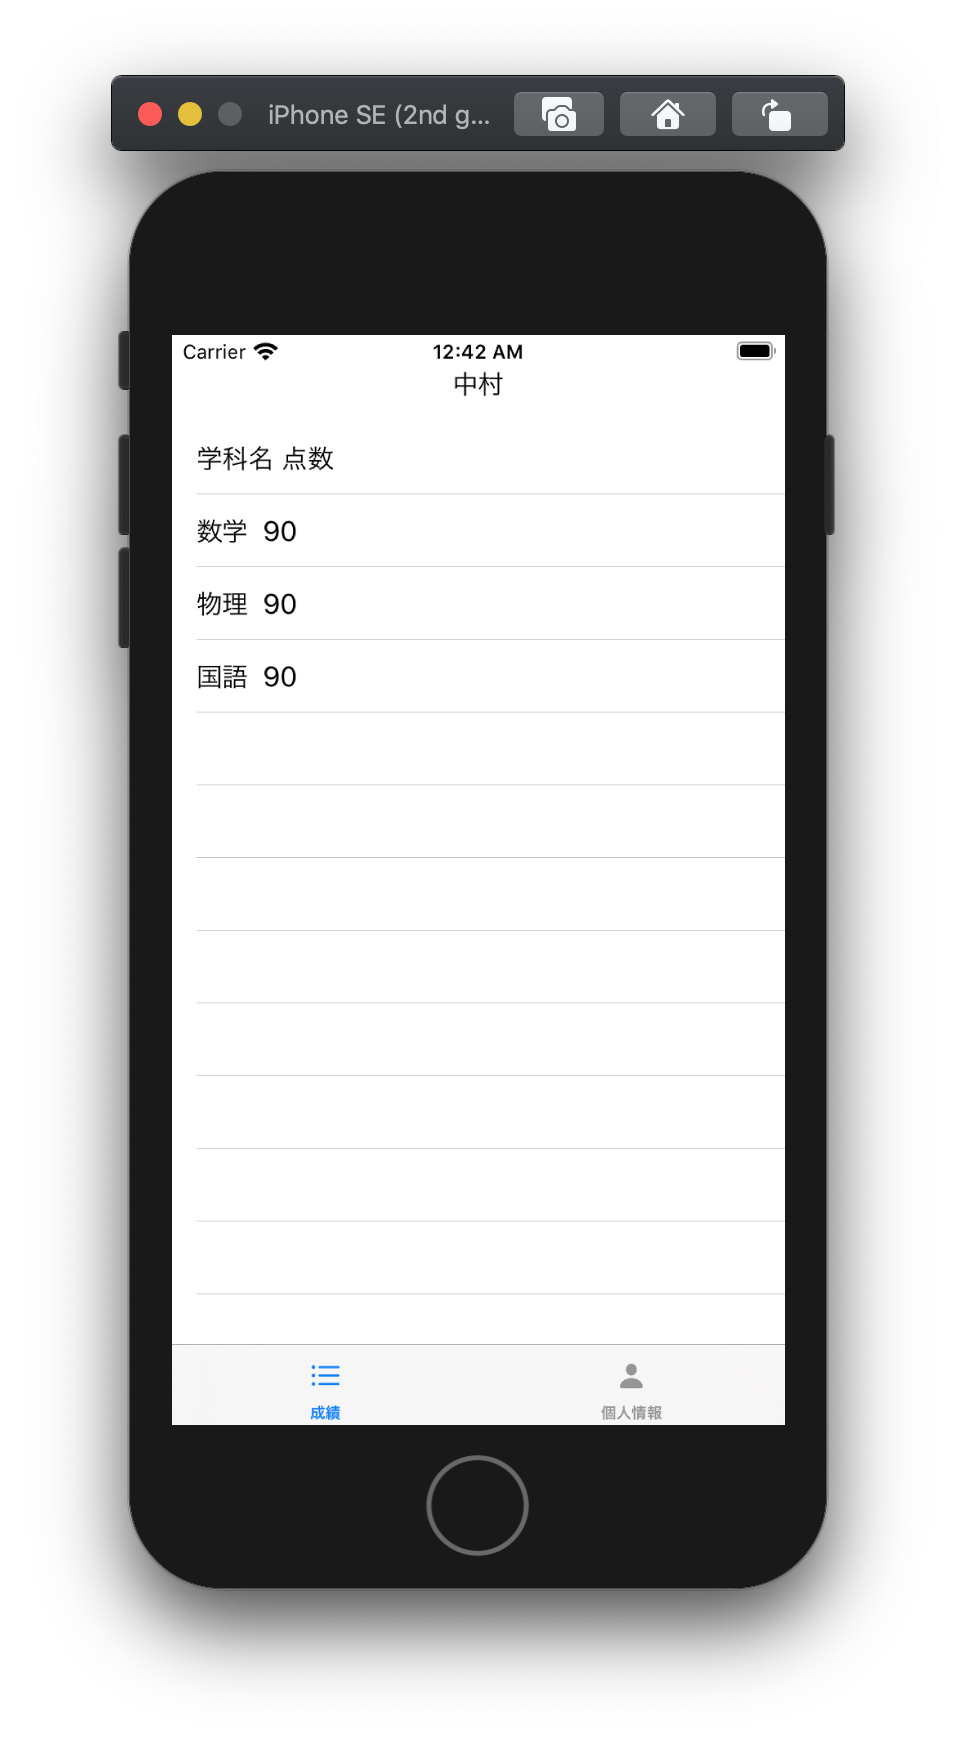 iPhone SE (2nd g...
Carrier 12:42 AM
中村
学科名 点数
数学 90
物理 90
国語 90
成績 個人情報